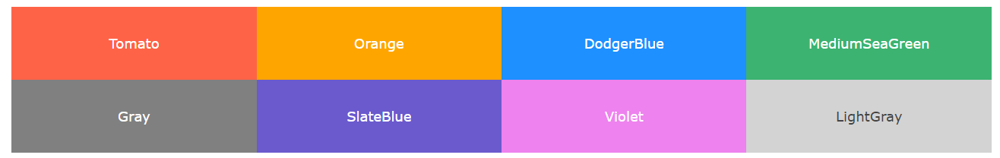 Tomato
Orange
DodgerBlue
MediumSeaGreen
Gray
SlateBlue
Violet
LightGray